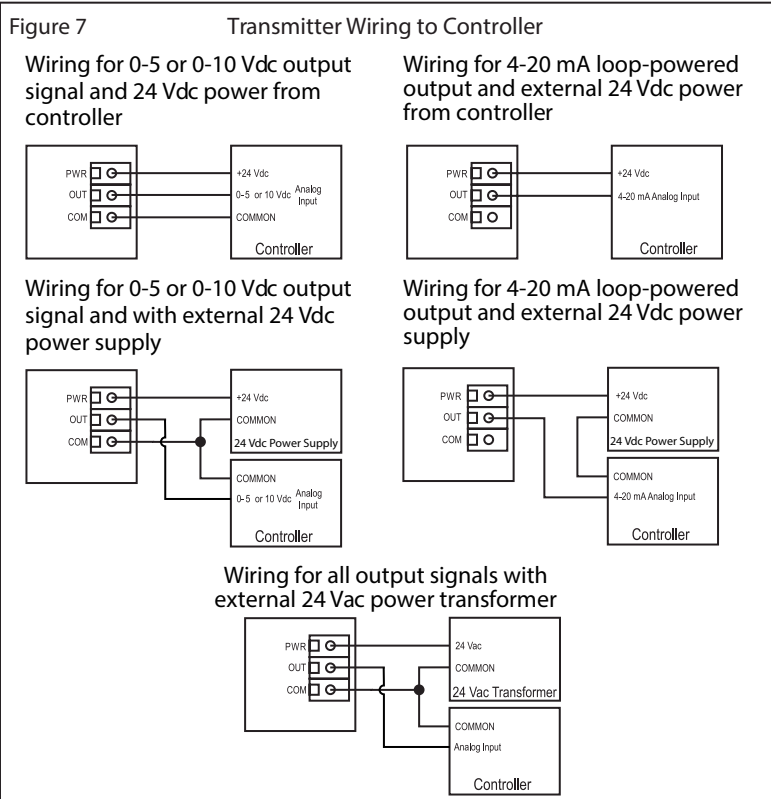 Figure 7 Transmitter Wiring to Controller
Wiring for 0-5 or 0-10 Vdc output
signal and 24 Vdc power from
controller
PWR
OUT
COM
+24 Vdc
0-5 or 10 Vdc Analog
Input
COMMON
Controller
Wiring for 4-20 mA loop-powered
output and external 24 Vdc power
from controller
PWR
OUT
COM
+24 Vdc
4-20 mA Analog Input
Controller
Wiring for 0-5 or 0-10 Vdc output
signal and with external 24 Vdc
power supply
PWR
OUT
COM
+24 Vdc
COMMON
24 Vdc Power Supply
COMMON
0-5 or 10 Vdc Analog
Input
Controller
Wiring for 4-20 mA loop-powered
output and external 24 Vdc power
supply
PWR
OUT
COM
+24 Vdc
COMMON
24 Vdc Power Supply
COMMON
4-20 mA Analog Input
Controller
Wiring for all output signals with
external 24 Vac power transformer
PWR
OUT
COM
24 Vac
COMMON
24 Vac Transformer
COMMON
Analog Input
Controller